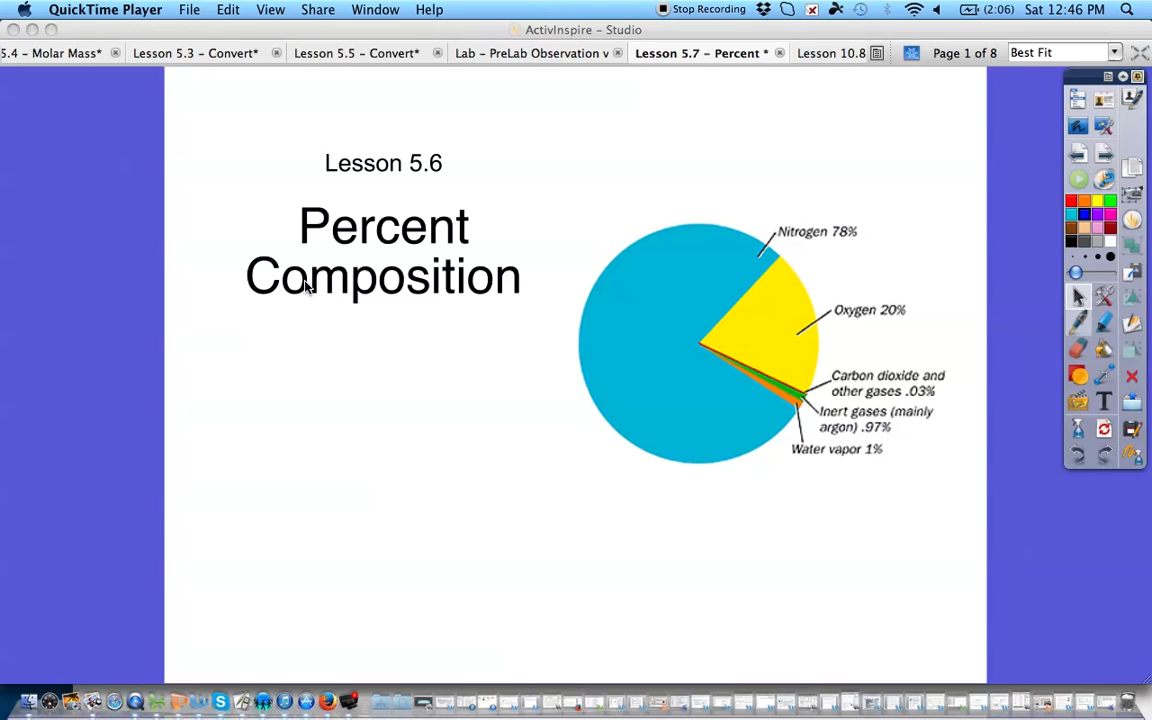 QuickTime Player File Edit View Share Window Help Stop Recording (2:06) Sat 12:46 PM
ActivInspire – Studio
5.4 – Molar Mass* Lesson 5.3 – Convert* Lesson 5.5 – Convert* Lab – PreLab Observation v Lesson 5.7 – Percent * Lesson 10.8 Page 1 of 8 Best Fit
Lesson 5.6
Percent
Composition
Nitrogen 78%
Oxygen 20%
Carbon dioxide and
other gases .03%
Inert gases (mainly
argon) .97%
Water vapor 1%